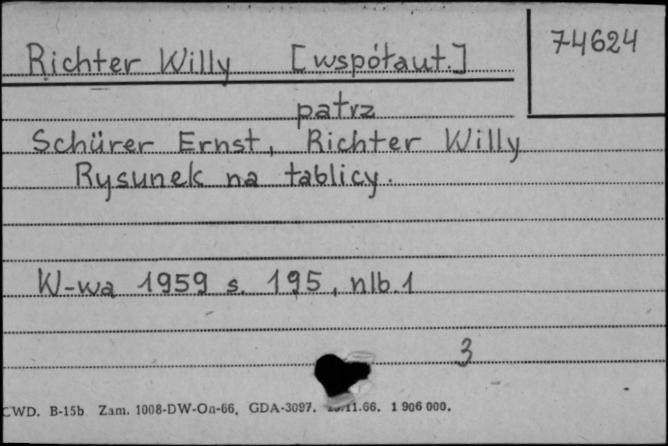 74624
Richter Willy [współaut.]
patrz
Schürer Ernst, Richter Willy
Rysunek na tablicy.
W-wa 1959 s. 195, nlb. 1
3
CWD. B-15b Zam. 1008-DW-On-66. GDA-3097. .11.66. 1 906 000.